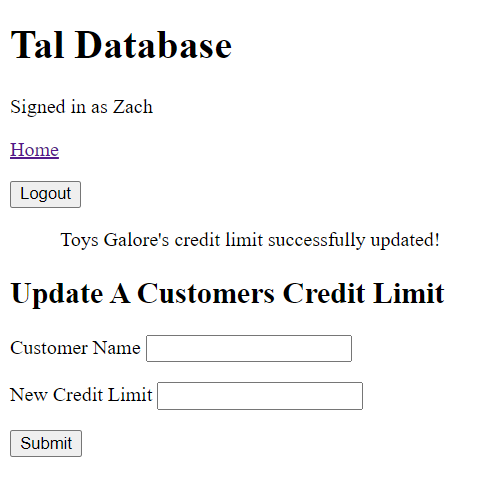 Tal Database
Signed in as Zach
Home
Logout
Toys Galore's credit limit successfully updated!
Update A Customers Credit Limit
Customer Name
New Credit Limit
Submit